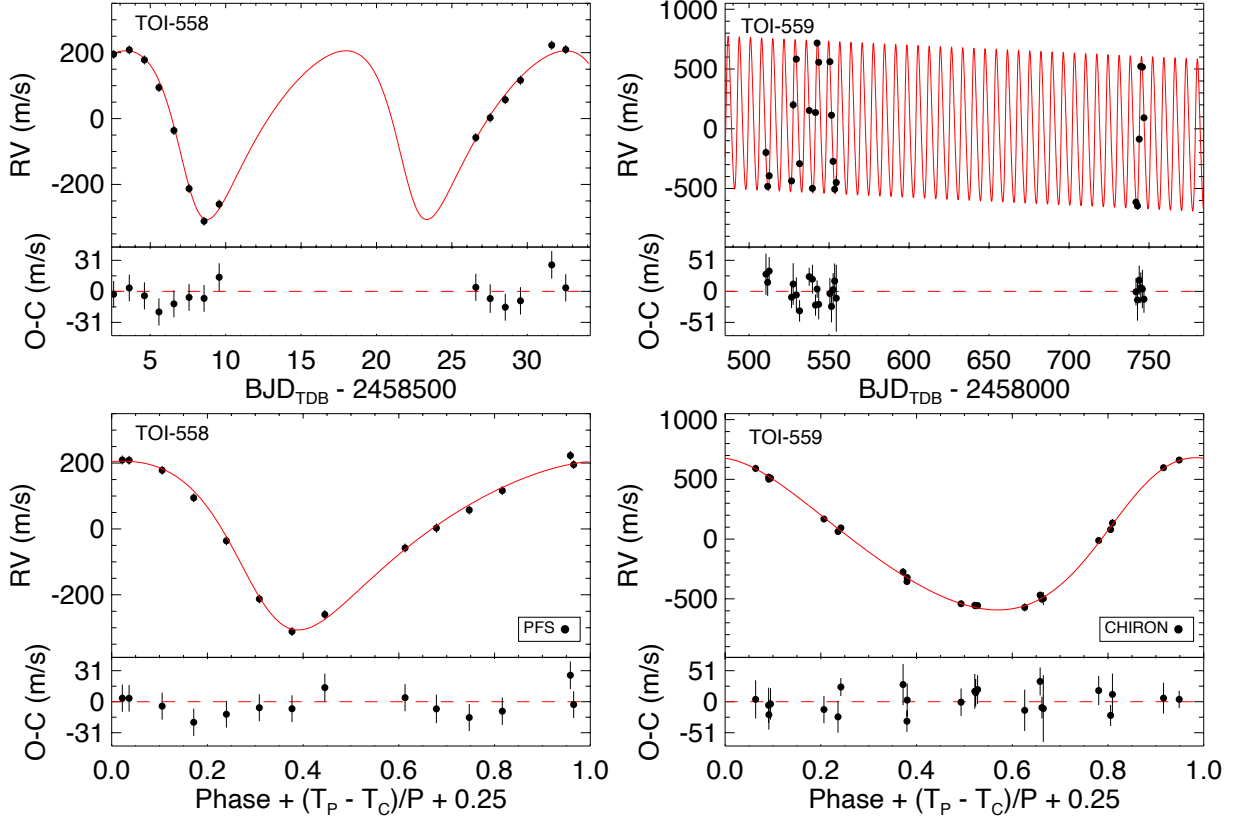 TOI-558
RV (m/s)
200
0
-200
O-C (m/s)
31
0
-31
5 10 15 20 25 30
BJD_TDB - 2458500
TOI-559
RV (m/s)
1000
500
0
-500
O-C (m/s)
51
0
-51
500 550 600 650 700 750
BJD_TDB - 2458000
TOI-558
RV (m/s)
200
0
-200
PFS
O-C (m/s)
31
0
-31
0.0 0.2 0.4 0.6 0.8 1.0
Phase + (T_P - T_C)/P + 0.25
TOI-559
RV (m/s)
1000
500
0
-500
CHIRON
O-C (m/s)
51
0
-51
0.0 0.2 0.4 0.6 0.8 1.0
Phase + (T_P - T_C)/P + 0.25